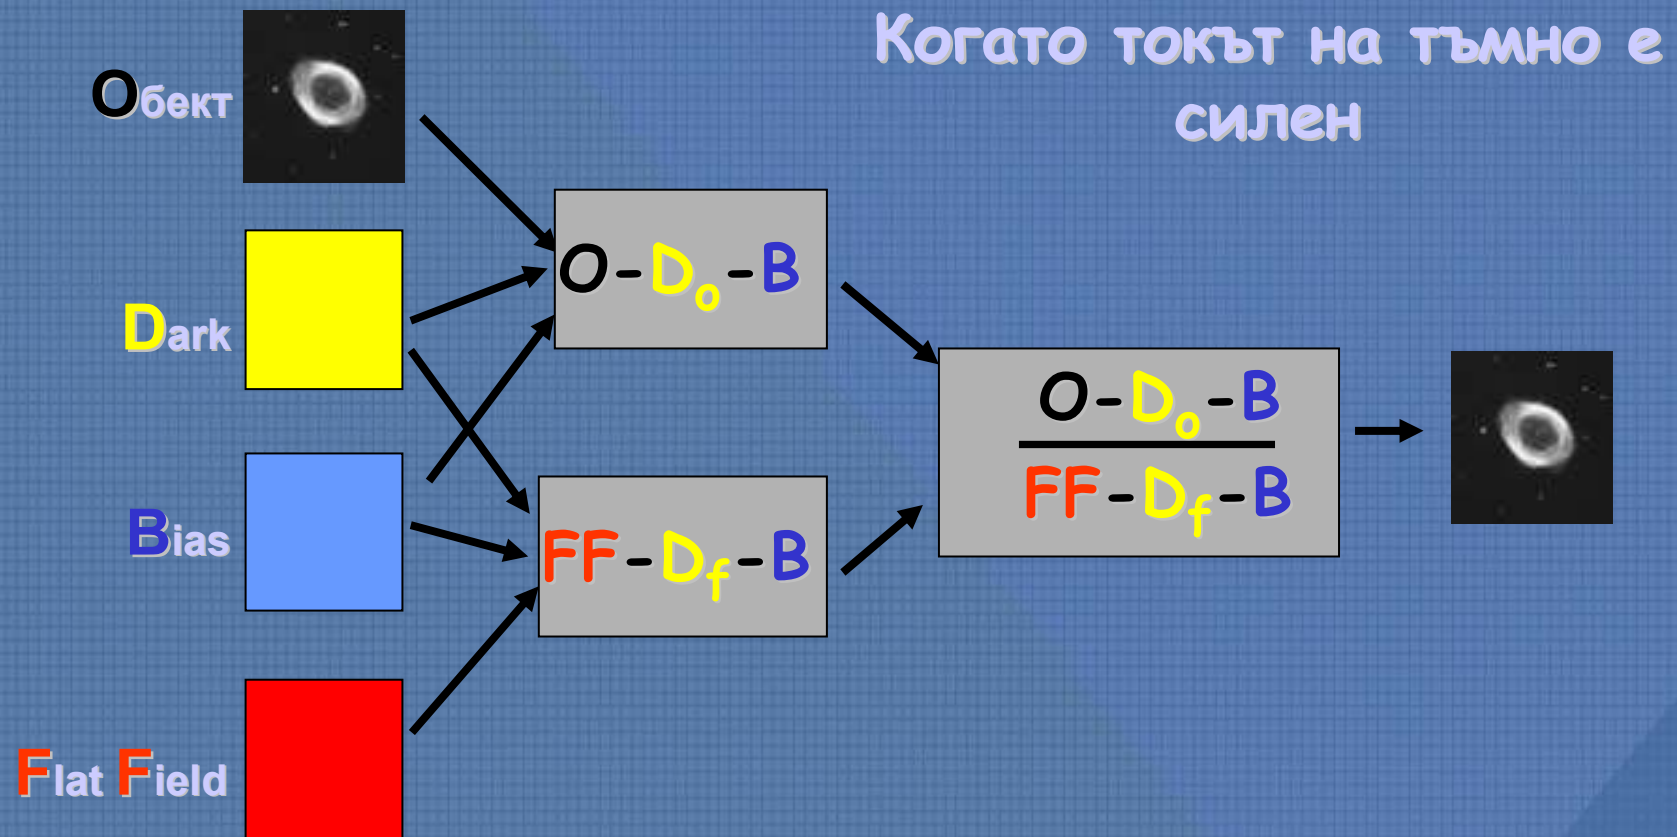 Когато токът на тъмно е
силен
Обект
Dark
Bias
Flat Field
O-Do-B
FF-Df-B
O-Do-B
FF-Df-B